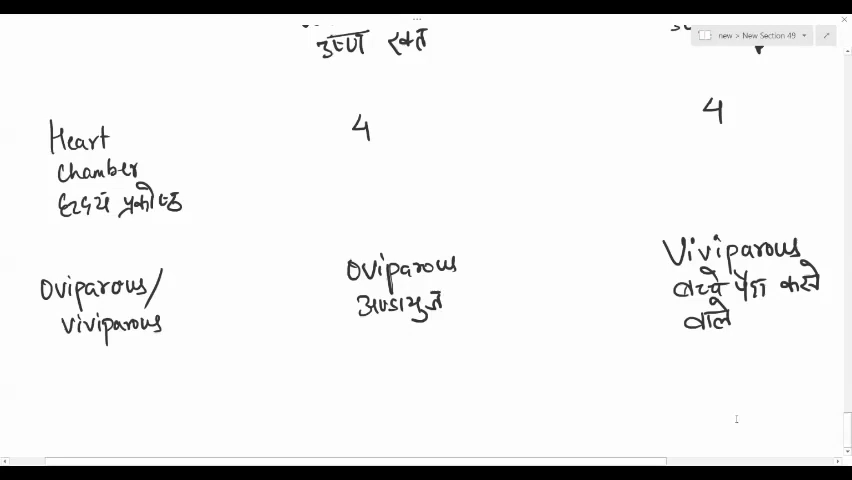 new > New Section 49
उष्ण रक्त
Heart
chamber
हृदय प्रकोष्ठ
4
4
Oviparous/
viviparous
Oviparous
अण्डायुज
Viviparous
बच्चे पैदा करने
वाले